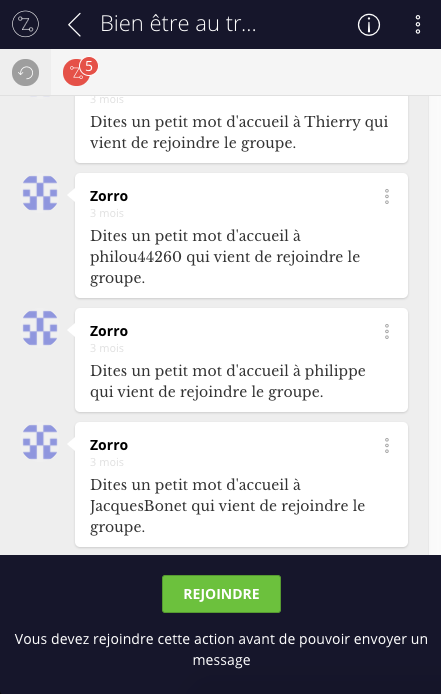 Bien être au tr...
5
3 mois
Dites un petit mot d'accueil à Thierry qui
vient de rejoindre le groupe.
Zorro
3 mois
Dites un petit mot d'accueil à
philou44260 qui vient de rejoindre le
groupe.
Zorro
3 mois
Dites un petit mot d'accueil à philippe
qui vient de rejoindre le groupe.
Zorro
3 mois
Dites un petit mot d'accueil à
JacquesBonet qui vient de rejoindre le
groupe.
REJOINDRE
Vous devez rejoindre cette action avant de pouvoir envoyer un
message